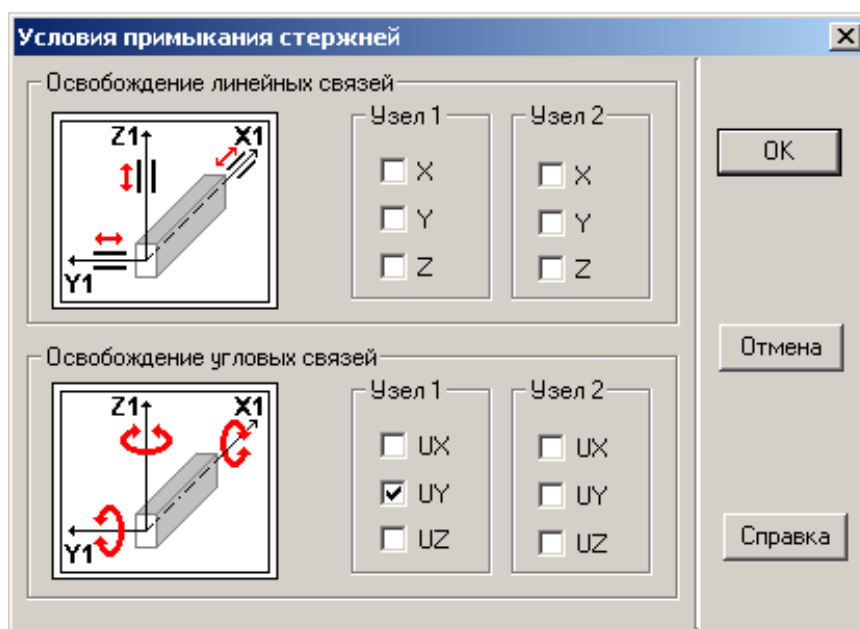 Условия примыкания стержней
Освобождение линейных связей
Z1 X1
Y1
Узел 1
X
Y
Z
Узел 2
X
Y
Z
OK
Отмена
Освобождение угловых связей
Z1 X1
Y1
Узел 1
UX
UY
UZ
Узел 2
UX
UY
UZ
Справка